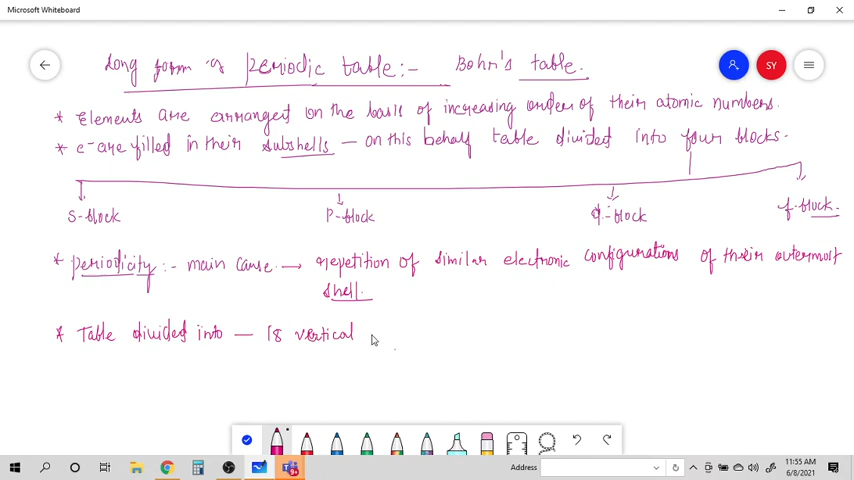 Microsoft Whiteboard
Long form of Periodic table:- Bohr's table.
SY
* Elements are arranged on the basis of increasing order of their atomic numbers.
* e- are filled in their subshells — on this behalf table divided into four blocks.
S-block P-block d-block f-block.
* Periodicity :- main cause → repetition of similar electronic configurations of their outermost
shell.
* Table divided into — 18 vertical
Address
11:55 AM
6/8/2021